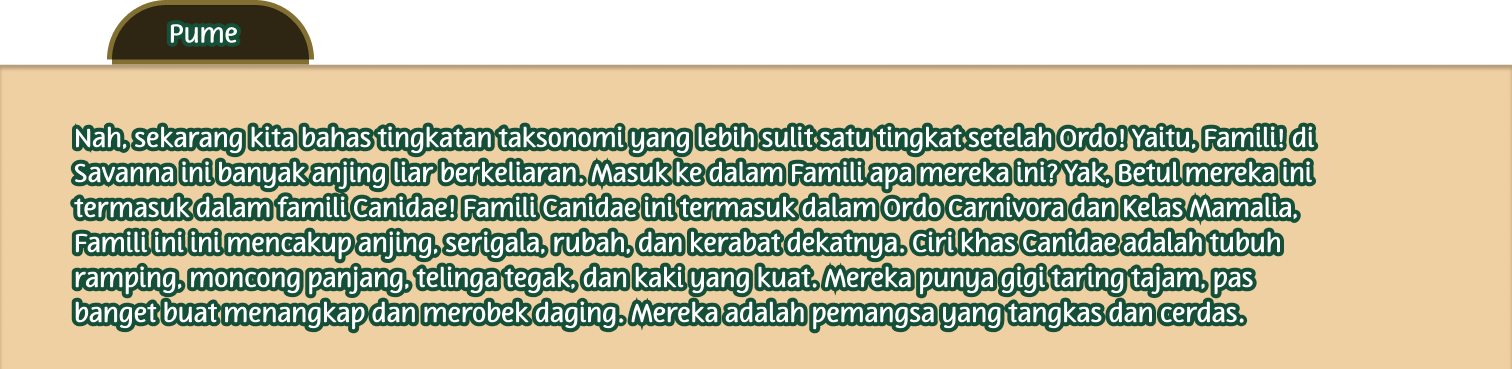 Pume
Nah, sekarang kita bahas tingkatan taksonomi yang lebih sulit satu tingkat setelah Ordo! Yaitu, Famili! di
Savanna ini banyak anjing liar berkeliaran. Masuk ke dalam Famili apa mereka ini? Yak, Betul mereka ini
termasuk dalam famili Canidae! Famili Canidae ini termasuk dalam Ordo Carnivora dan Kelas Mamalia,
Famili ini ini mencakup anjing, serigala, rubah, dan kerabat dekatnya. Ciri khas Canidae adalah tubuh
ramping, moncong panjang, telinga tegak, dan kaki yang kuat. Mereka punya gigi taring tajam, pas
banget buat menangkap dan merobek daging. Mereka adalah pemangsa yang tangkas dan cerdas.